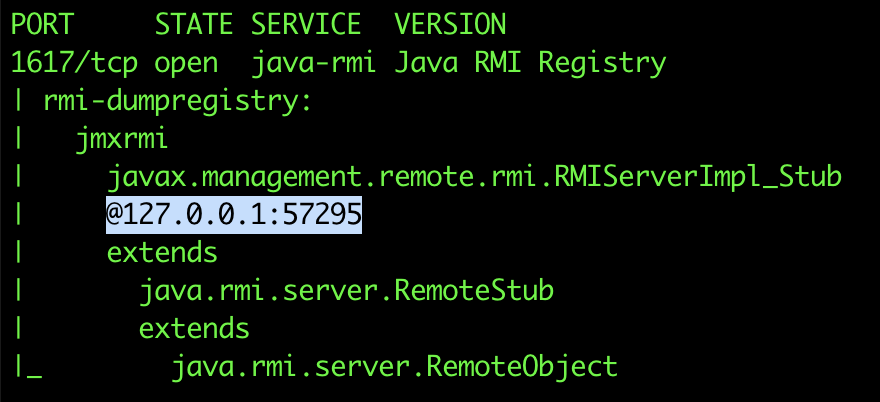 PORT     STATE SERVICE  VERSION
1617/tcp open  java-rmi Java RMI Registry
| rmi-dumpregistry:
|   jmxrmi
|     javax.management.remote.rmi.RMIServerImpl_Stub
|     @127.0.0.1:57295
|     extends
|       java.rmi.server.RemoteStub
|       extends
|_        java.rmi.server.RemoteObject